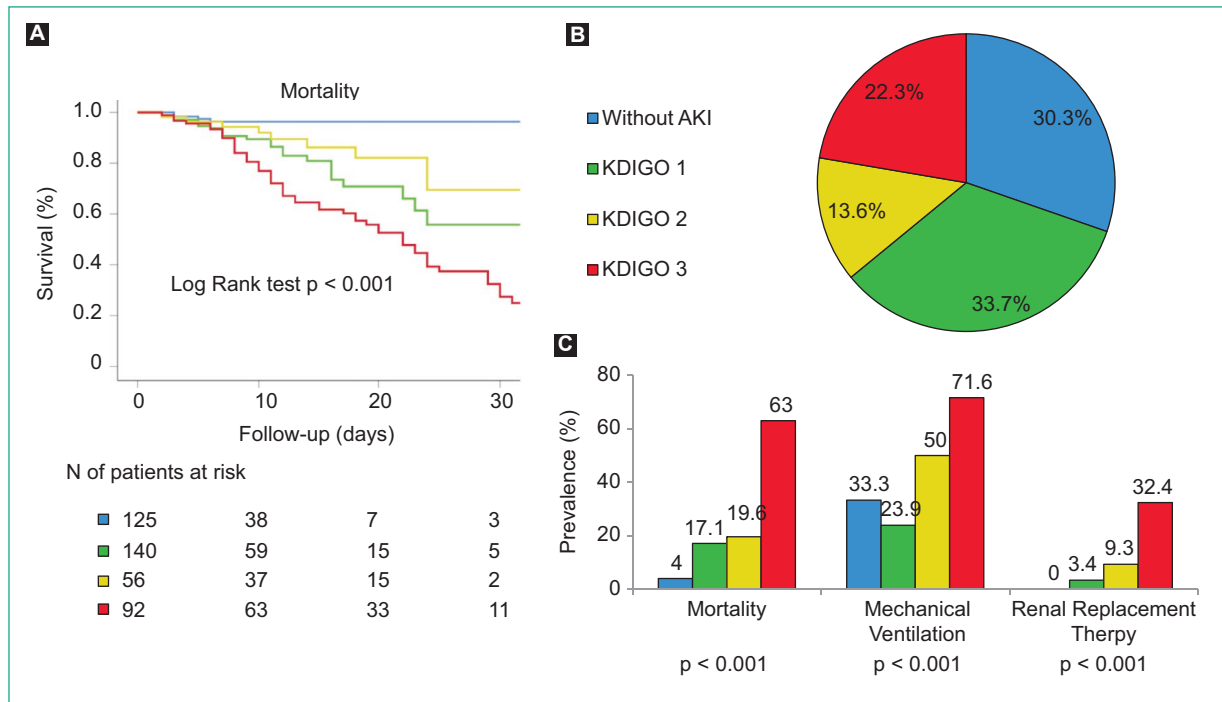 A
Mortality
1.0
0.8
0.6
0.4
0.2
0
Survival (%)
Log Rank test p < 0.001
0 10 20 30
Follow-up (days)
N of patients at risk
125 38 7 3
140 59 15 5
56 37 15 2
92 63 33 11
B
Without AKI
KDIGO 1
KDIGO 2
KDIGO 3
22.3%
30.3%
13.6%
33.7%
C
80
60
40
20
0
Prevalence (%)
4 17.1 19.6 63
33.3 23.9 50 71.6
0 3.4 9.3 32.4
Mortality
p < 0.001
Mechanical
Ventilation
p < 0.001
Renal Replacement
Therpy
p < 0.001